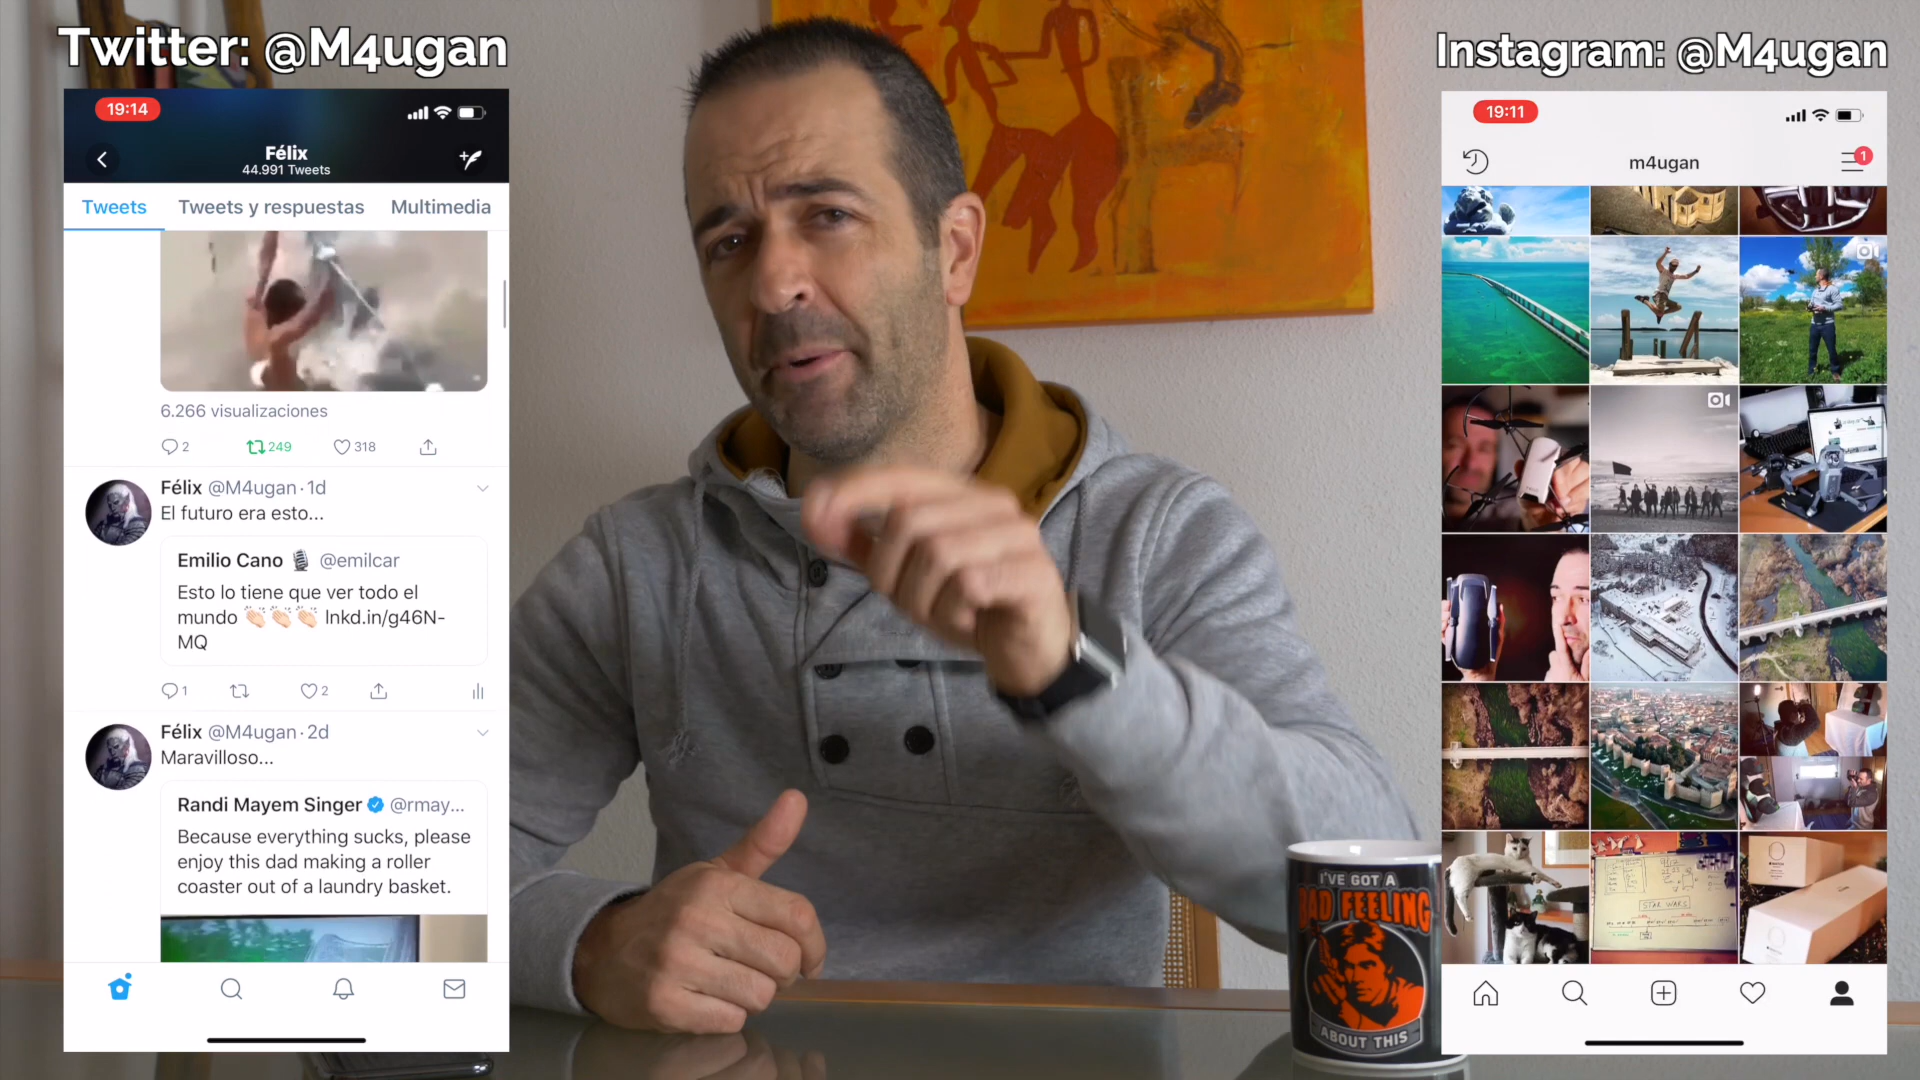 Twitter: @M4ugan
19:14
Félix
44.991 Tweets
Tweets
Tweets y respuestas
Multimedia
6.266 visualizaciones
2
249
318
Félix @M4ugan · 1d
El futuro era esto...
Emilio Cano @emilcar
Esto lo tiene que ver todo el
mundo 👏🏻👏🏻👏🏻 lnkd.in/g46N-
MQ
1
2
Félix @M4ugan · 2d
Maravilloso...
Randi Mayem Singer @rmay...
Because everything sucks, please
enjoy this dad making a roller
coaster out of a laundry basket.
I'VE GOT A
BAD FEELING
ABOUT THIS
Instagram: @M4ugan
19:11
m4ugan
1
STAR WARS